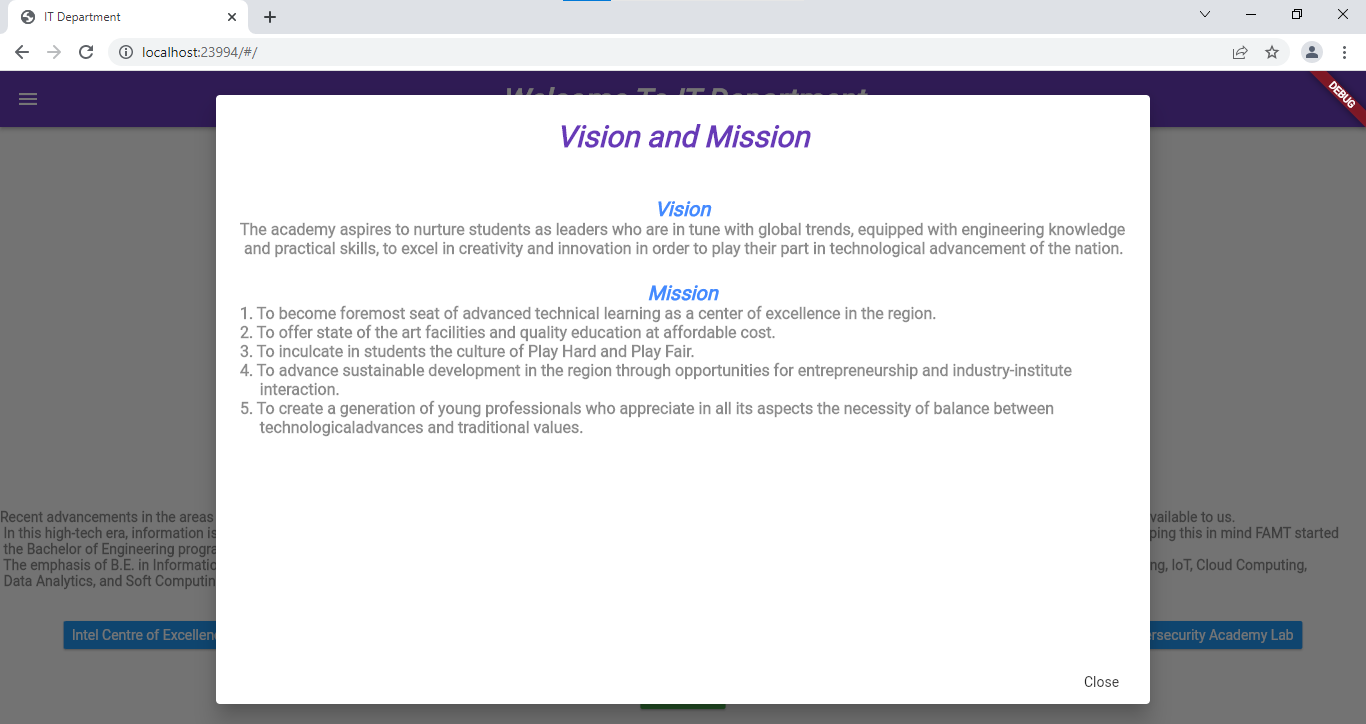 IT Department
localhost:23994/#/
DEBUG
Welcome To IT Department
Vision and Mission
Vision
The academy aspires to nurture students as leaders who are in tune with global trends, equipped with engineering knowledge
and practical skills, to excel in creativity and innovation in order to play their part in technological advancement of the nation.
Mission
1. To become foremost seat of advanced technical learning as a center of excellence in the region.
2. To offer state of the art facilities and quality education at affordable cost.
3. To inculcate in students the culture of Play Hard and Play Fair.
4. To advance sustainable development in the region through opportunities for entrepreneurship and industry-institute
interaction.
5. To create a generation of young professionals who appreciate in all its aspects the necessity of balance between
technologicaladvances and traditional values.
Recent advancements in the areas vailable to us.
In this high-tech era, information is ping this in mind FAMT started
the Bachelor of Engineering progra
The emphasis of B.E. in Informatio ng, IoT, Cloud Computing,
Data Analytics, and Soft Computin
Intel Centre of Excellen ersecurity Academy Lab
Close